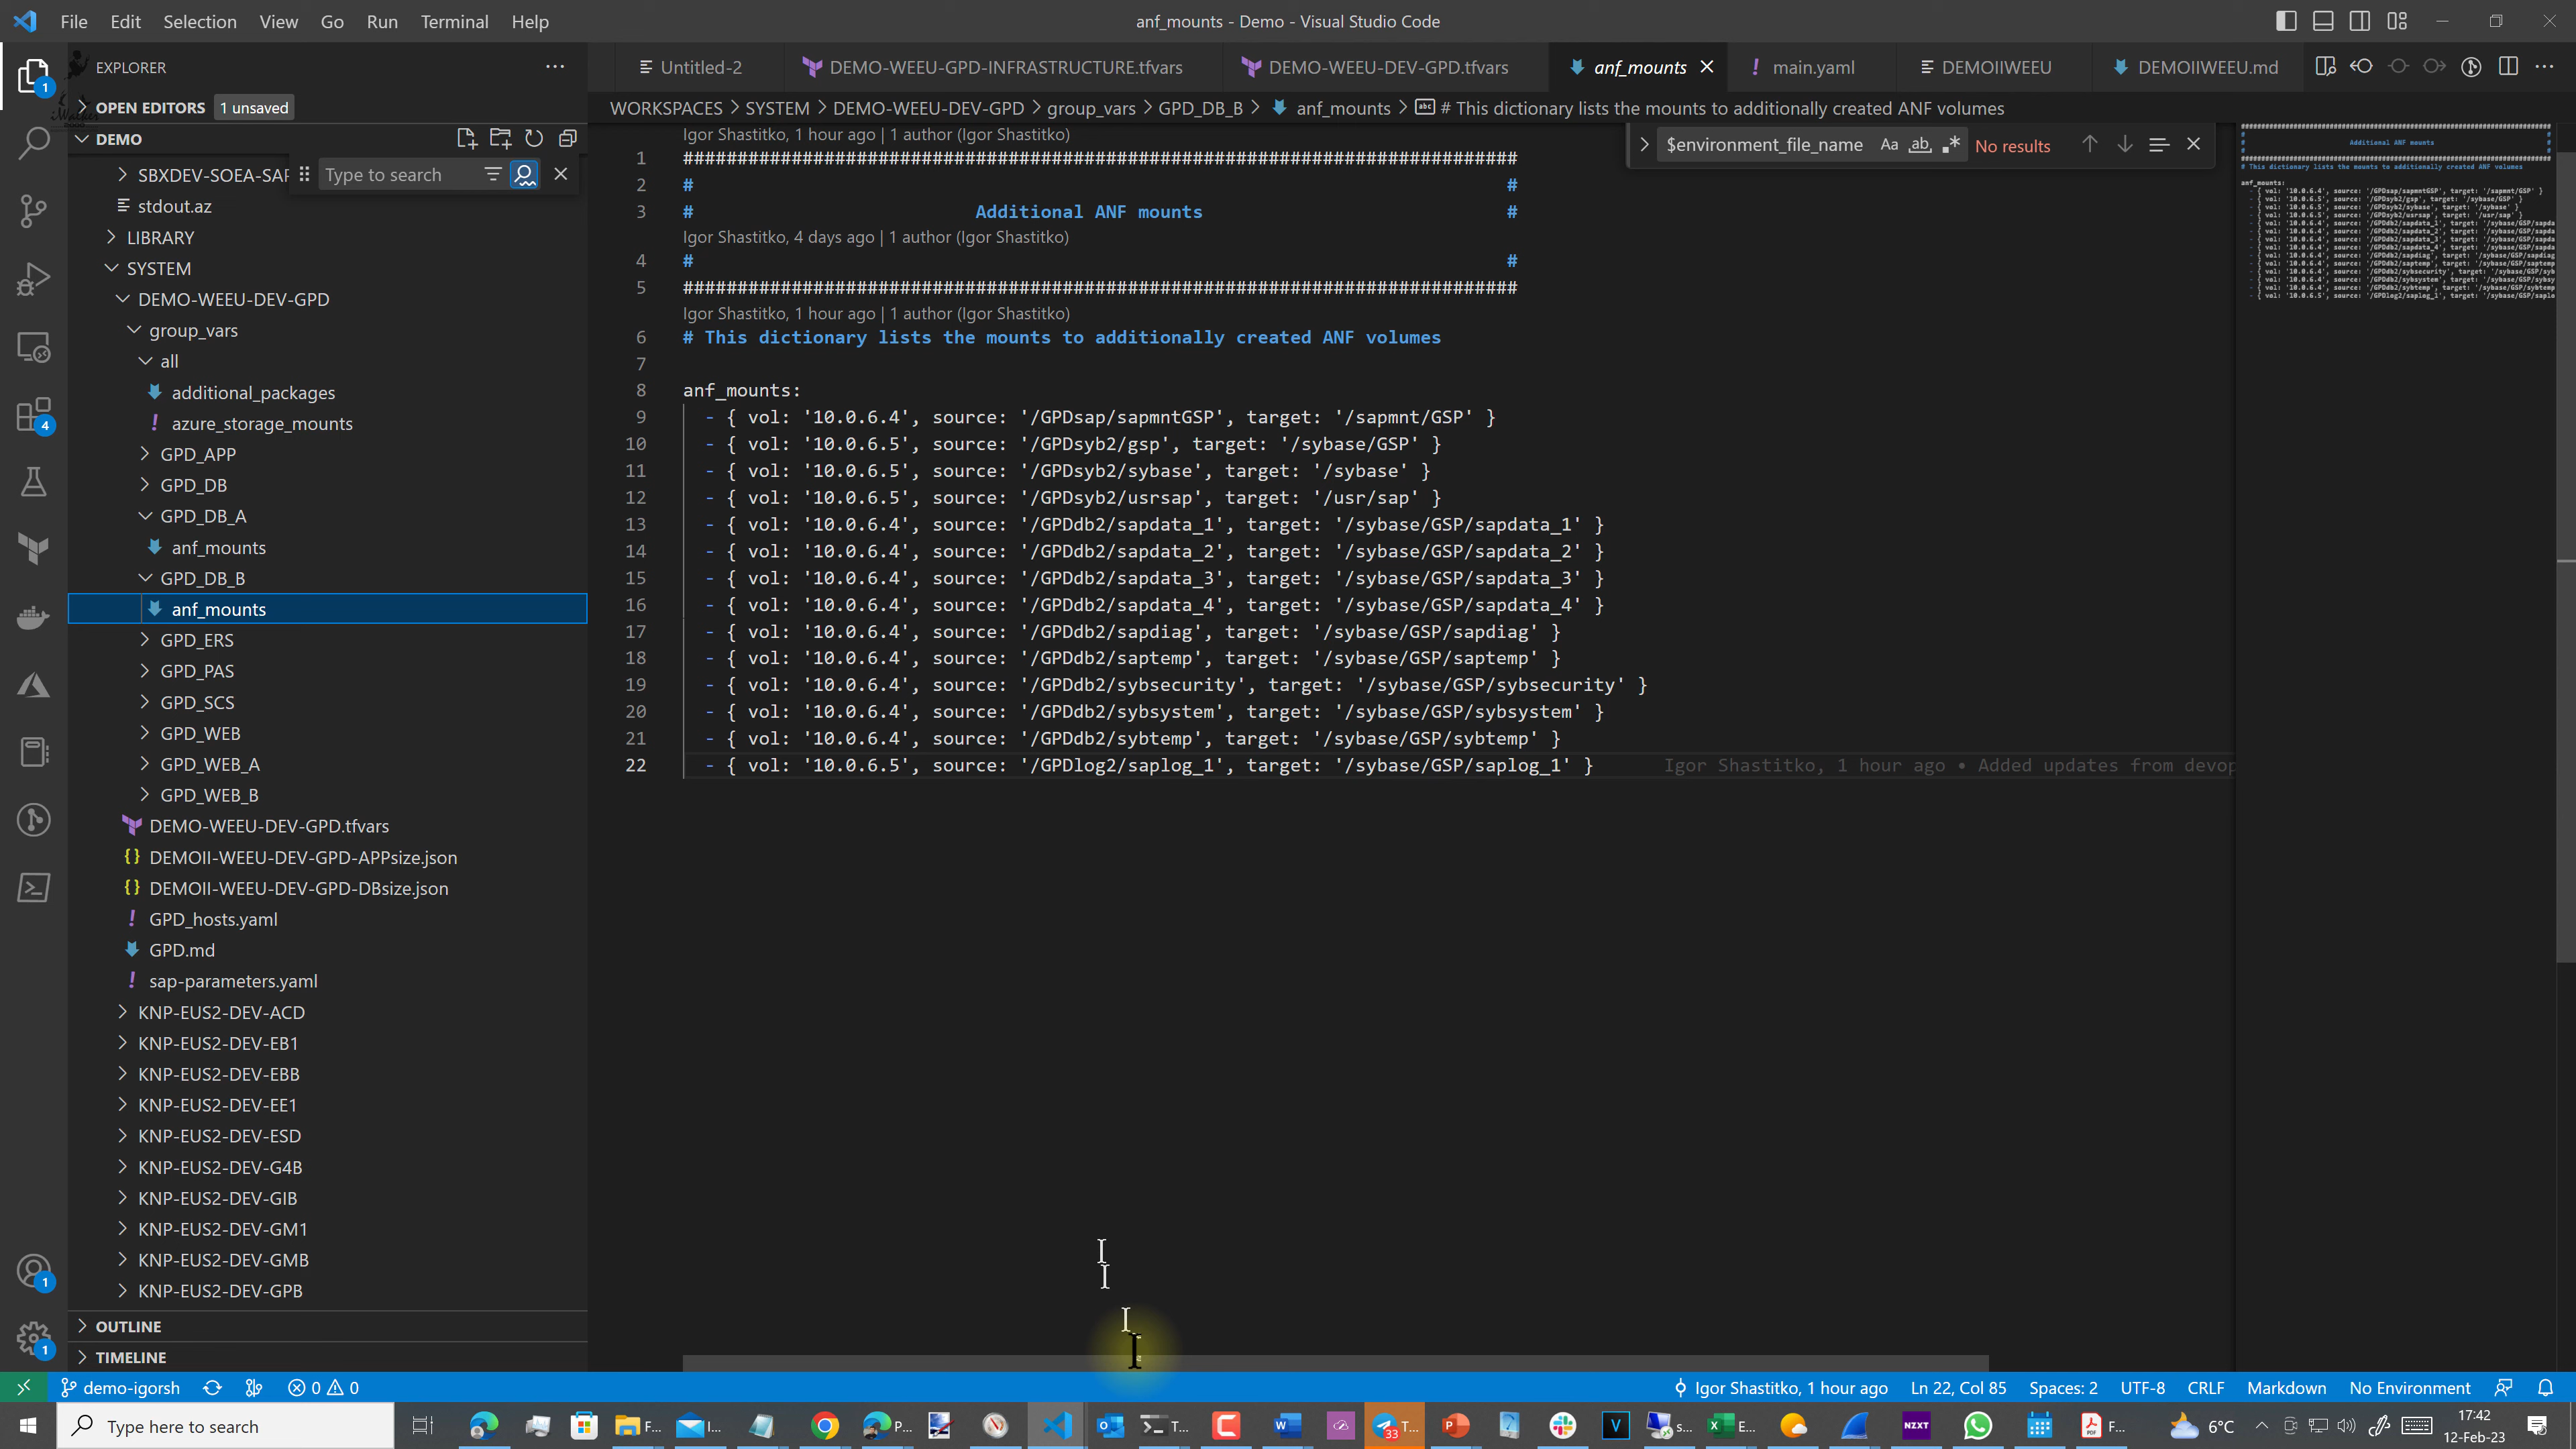 File Edit Selection View Go Run Terminal Help
anf_mounts - Demo - Visual Studio Code
EXPLORER
Untitled-2 DEMO-WEEU-GPD-INFRASTRUCTURE.tfvars DEMO-WEEU-DEV-GPD.tfvars anf_mounts ! main.yaml DEMOIIWEEU DEMOIIWEEU.md
OPEN EDITORS 1 unsaved
DEMO
Type to search
SBXDEV-SOEA-SAP
stdout.az
LIBRARY
SYSTEM
DEMO-WEEU-DEV-GPD
group_vars
all
additional_packages
! azure_storage_mounts
GPD_APP
GPD_DB
GPD_DB_A
anf_mounts
GPD_DB_B
anf_mounts
GPD_ERS
GPD_PAS
GPD_SCS
GPD_WEB
GPD_WEB_A
GPD_WEB_B
DEMO-WEEU-DEV-GPD.tfvars
{} DEMOII-WEEU-DEV-GPD-APPsize.json
{} DEMOII-WEEU-DEV-GPD-DBsize.json
! GPD_hosts.yaml
GPD.md
! sap-parameters.yaml
KNP-EUS2-DEV-ACD
KNP-EUS2-DEV-EB1
KNP-EUS2-DEV-EBB
KNP-EUS2-DEV-EE1
KNP-EUS2-DEV-ESD
KNP-EUS2-DEV-G4B
KNP-EUS2-DEV-GIB
KNP-EUS2-DEV-GM1
KNP-EUS2-DEV-GMB
KNP-EUS2-DEV-GPB
OUTLINE
TIMELINE
WORKSPACES > SYSTEM > DEMO-WEEU-DEV-GPD > group_vars > GPD_DB_B > anf_mounts > # This dictionary lists the mounts to additionally created ANF volumes
$environment_file_name Aa ab .* No results
Igor Shastitko, 1 hour ago | 1 author (Igor Shastitko)
1 #############################################################################
2 # #
3 # Additional ANF mounts #
Igor Shastitko, 4 days ago | 1 author (Igor Shastitko)
4 # #
5 #############################################################################
Igor Shastitko, 1 hour ago | 1 author (Igor Shastitko)
6 # This dictionary lists the mounts to additionally created ANF volumes
7
8 anf_mounts:
9 - { vol: '10.0.6.4', source: '/GPDsap/sapmntGSP', target: '/sapmnt/GSP' }
10 - { vol: '10.0.6.5', source: '/GPDsyb2/gsp', target: '/sybase/GSP' }
11 - { vol: '10.0.6.5', source: '/GPDsyb2/sybase', target: '/sybase' }
12 - { vol: '10.0.6.5', source: '/GPDsyb2/usrsap', target: '/usr/sap' }
13 - { vol: '10.0.6.4', source: '/GPDdb2/sapdata_1', target: '/sybase/GSP/sapdata_1' }
14 - { vol: '10.0.6.4', source: '/GPDdb2/sapdata_2', target: '/sybase/GSP/sapdata_2' }
15 - { vol: '10.0.6.4', source: '/GPDdb2/sapdata_3', target: '/sybase/GSP/sapdata_3' }
16 - { vol: '10.0.6.4', source: '/GPDdb2/sapdata_4', target: '/sybase/GSP/sapdata_4' }
17 - { vol: '10.0.6.4', source: '/GPDdb2/sapdiag', target: '/sybase/GSP/sapdiag' }
18 - { vol: '10.0.6.4', source: '/GPDdb2/saptemp', target: '/sybase/GSP/saptemp' }
19 - { vol: '10.0.6.4', source: '/GPDdb2/sybsecurity', target: '/sybase/GSP/sybsecurity' }
20 - { vol: '10.0.6.4', source: '/GPDdb2/sybsystem', target: '/sybase/GSP/sybsystem' }
21 - { vol: '10.0.6.4', source: '/GPDdb2/sybtemp', target: '/sybase/GSP/sybtemp' }
22 - { vol: '10.0.6.5', source: '/GPDlog2/saplog_1', target: '/sybase/GSP/saplog_1' } Igor Shastitko, 1 hour ago • Added updates from devop
demo-igorsh 0 0 Igor Shastitko, 1 hour ago Ln 22, Col 85 Spaces: 2 UTF-8 CRLF Markdown No Environment
Type here to search
F... I... P... T... 33 T... s... E... NZXT F... 6°C
17:42
12-Feb-23